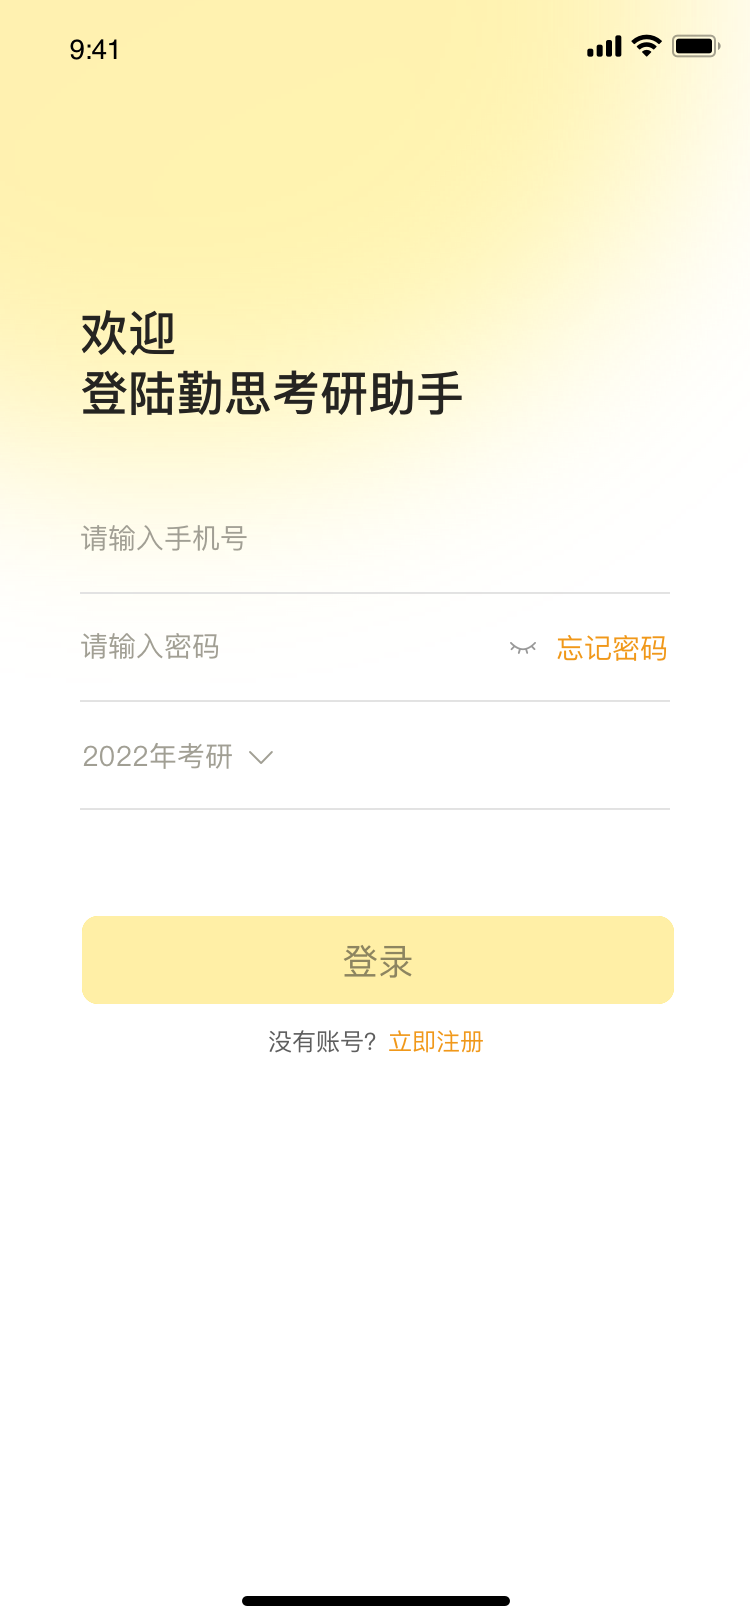 9:41
欢迎
登陆勤思考研助手
请输入手机号
请输入密码 忘记密码
2022年考研
登录
没有账号? 立即注册